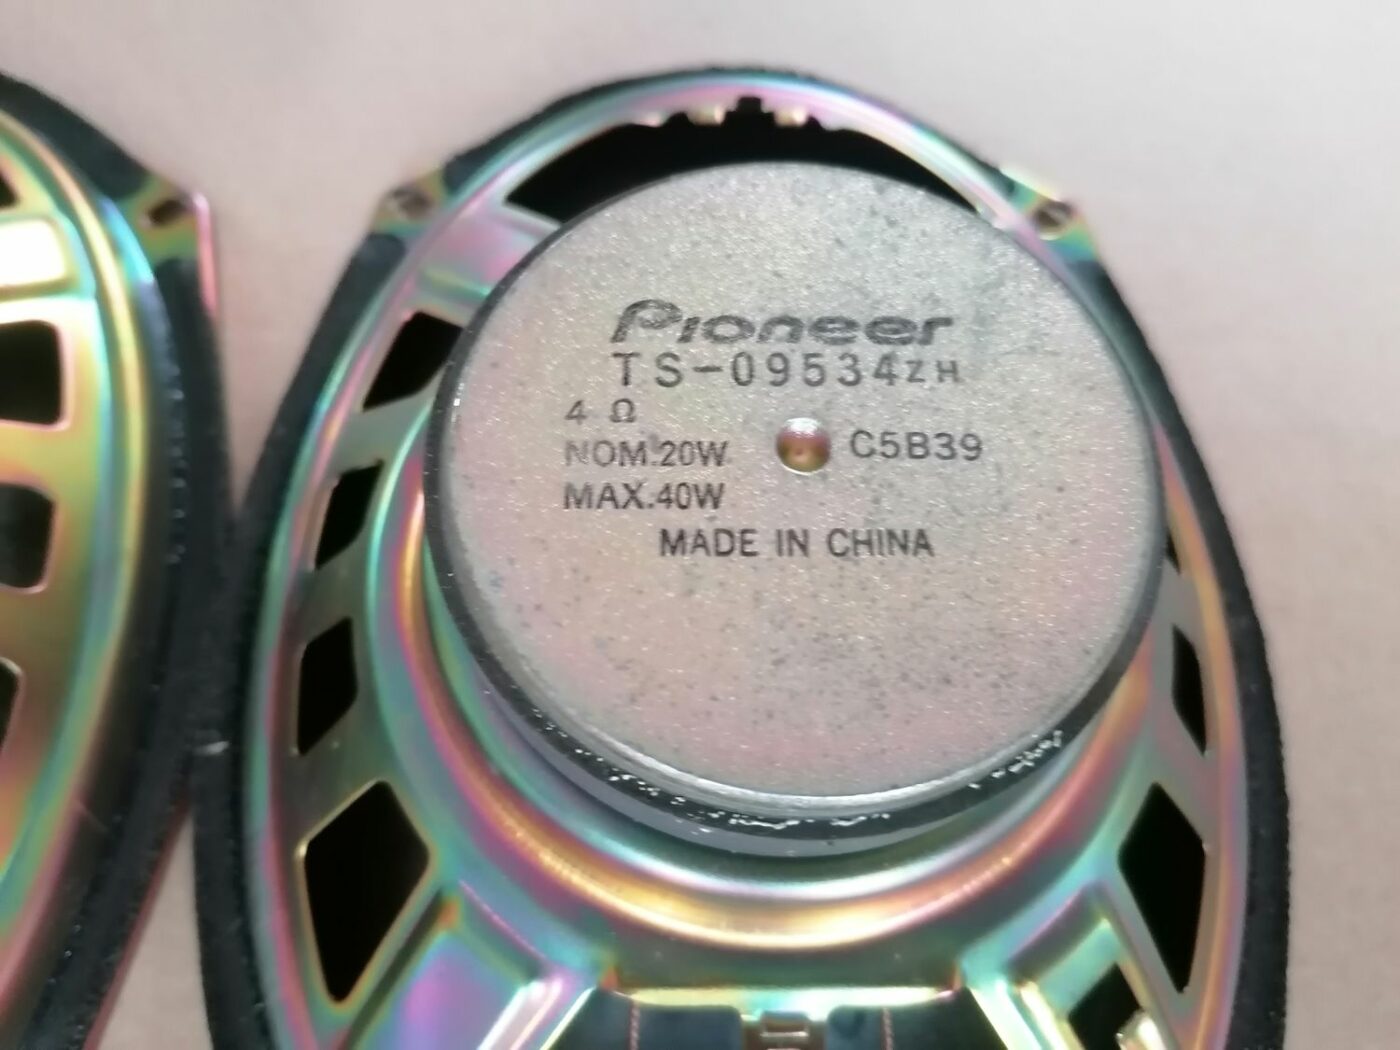 Pioneer
TS-09534ZH
4 Ω
NOM.20W
C5B39
MAX.40W
MADE IN CHINA